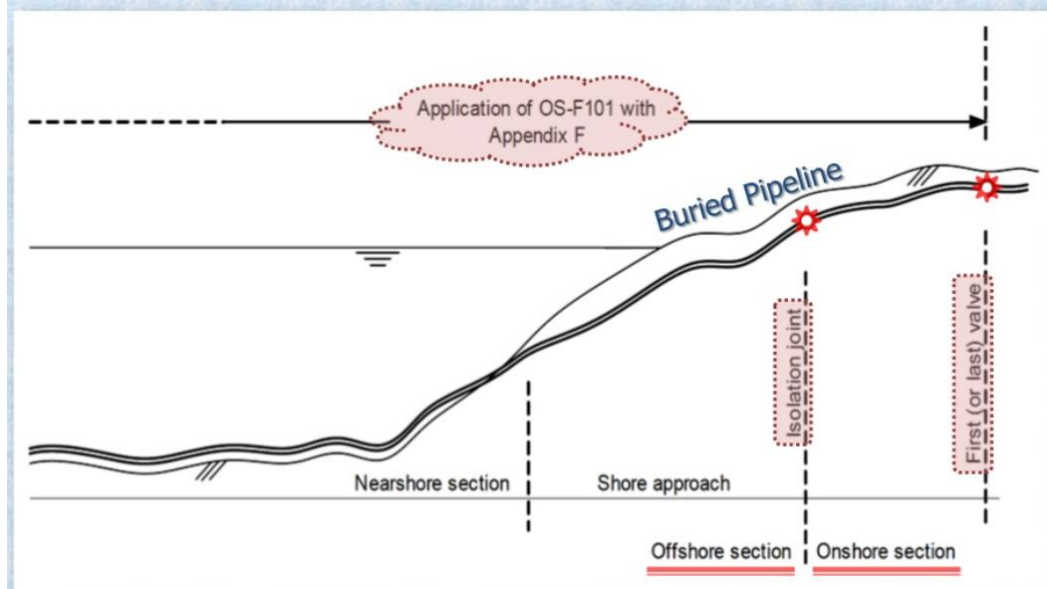 Application of OS-F101 with
Appendix F
Buried Pipeline
Isolation joint
First (or last) valve
Nearshore section
Shore approach
Offshore section
Onshore section